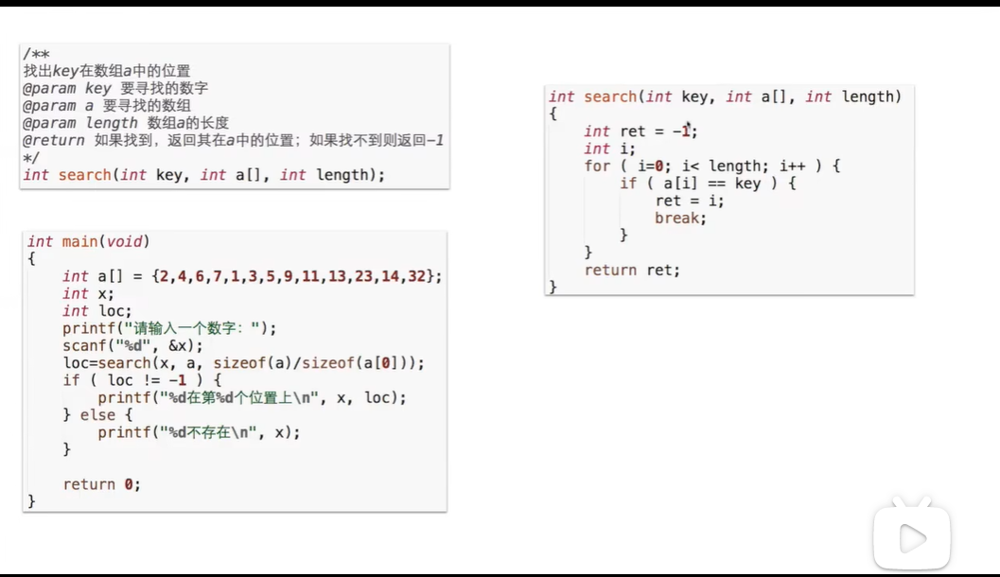 /**
找出key在数组a中的位置
@param key 要寻找的数字
@param a 要寻找的数组
@param length 数组a的长度
@return 如果找到，返回其在a中的位置；如果找不到则返回-1
*/
int search(int key, int a[], int length);
int main(void)
{
    int a[] = {2,4,6,7,1,3,5,9,11,13,23,14,32};
    int x;
    int loc;
    printf("请输入一个数字：");
    scanf("%d", &x);
    loc=search(x, a, sizeof(a)/sizeof(a[0]));
    if ( loc != -1 ) {
        printf("%d在第%d个位置上\n", x, loc);
    } else {
        printf("%d不存在\n", x);
    }

    return 0;
}
int search(int key, int a[], int length)
{
    int ret = -1;
    int i;
    for ( i=0; i< length; i++ ) {
        if ( a[i] == key ) {
            ret = i;
            break;
        }
    }
    return ret;
}